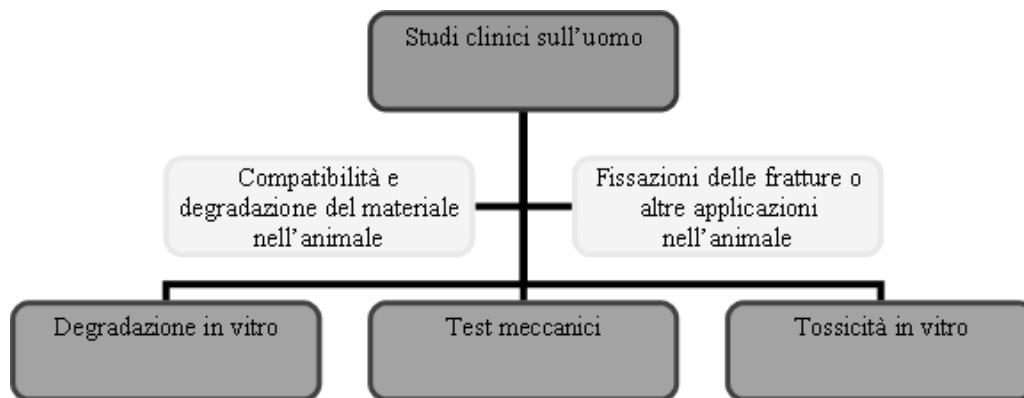 Studi clinici sull'uomo
Compatibilità e
degradazione del materiale
nell'animale
Fissazioni delle fratture o
altre applicazioni
nell'animale
Degradazione in vitro
Test meccanici
Tossicità in vitro